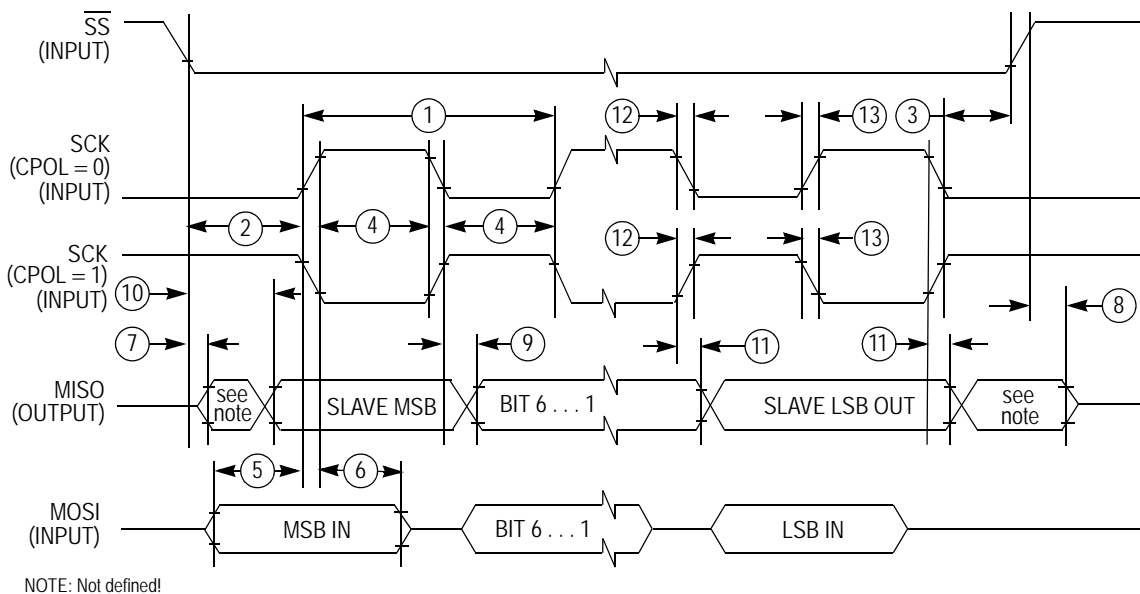 SS
(INPUT)
1
12
13
3
SCK
(CPOL = 0)
(INPUT)
2
4
4
12
13
SCK
(CPOL = 1)
(INPUT)
10
8
7
9
11
11
MISO
(OUTPUT)
see
note
SLAVE MSB
BIT 6 . . . 1
SLAVE LSB OUT
see
note
5
6
MOSI
(INPUT)
MSB IN
BIT 6 . . . 1
LSB IN
NOTE: Not defined!